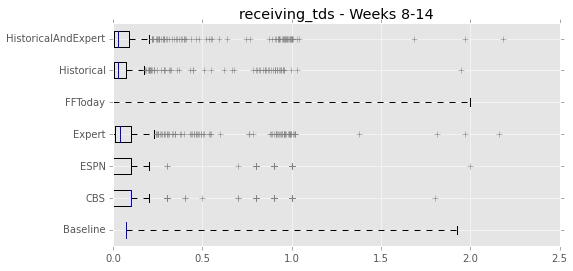 receiving_tds - Weeks 8-14
HistoricalAndExpert
Historical
FFToday
Expert
ESPN
CBS
Baseline
0.0 0.5 1.0 1.5 2.0 2.5